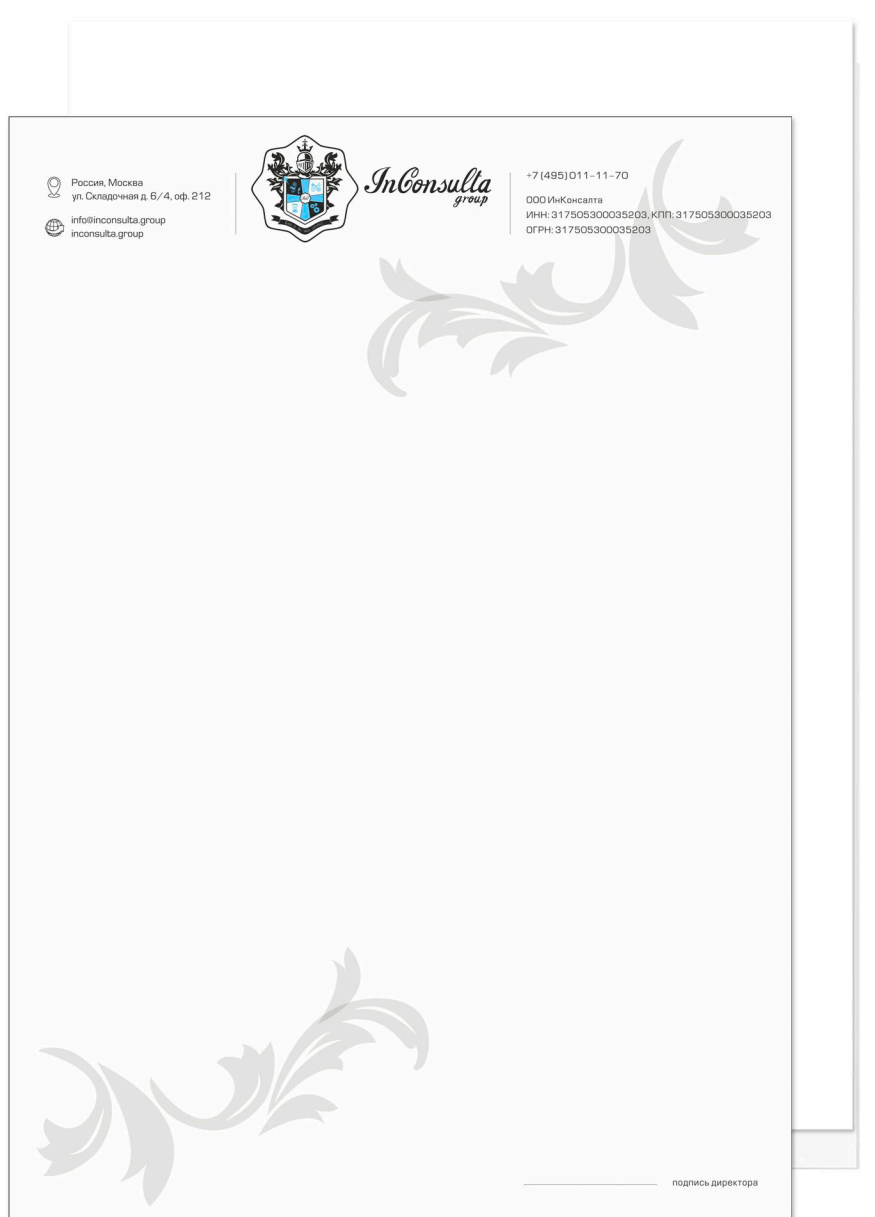 Россия, Москва
ул. Складочная д. 6/4, оф. 212
info@inconsulta.group
inconsulta.group
InConsulta
group
+7 (495) 011-11-70
ООО ИнКонсалта
ИНН: 317505300035203, КПП: 317505300035203
ОГРН: 317505300035203
подпись директора